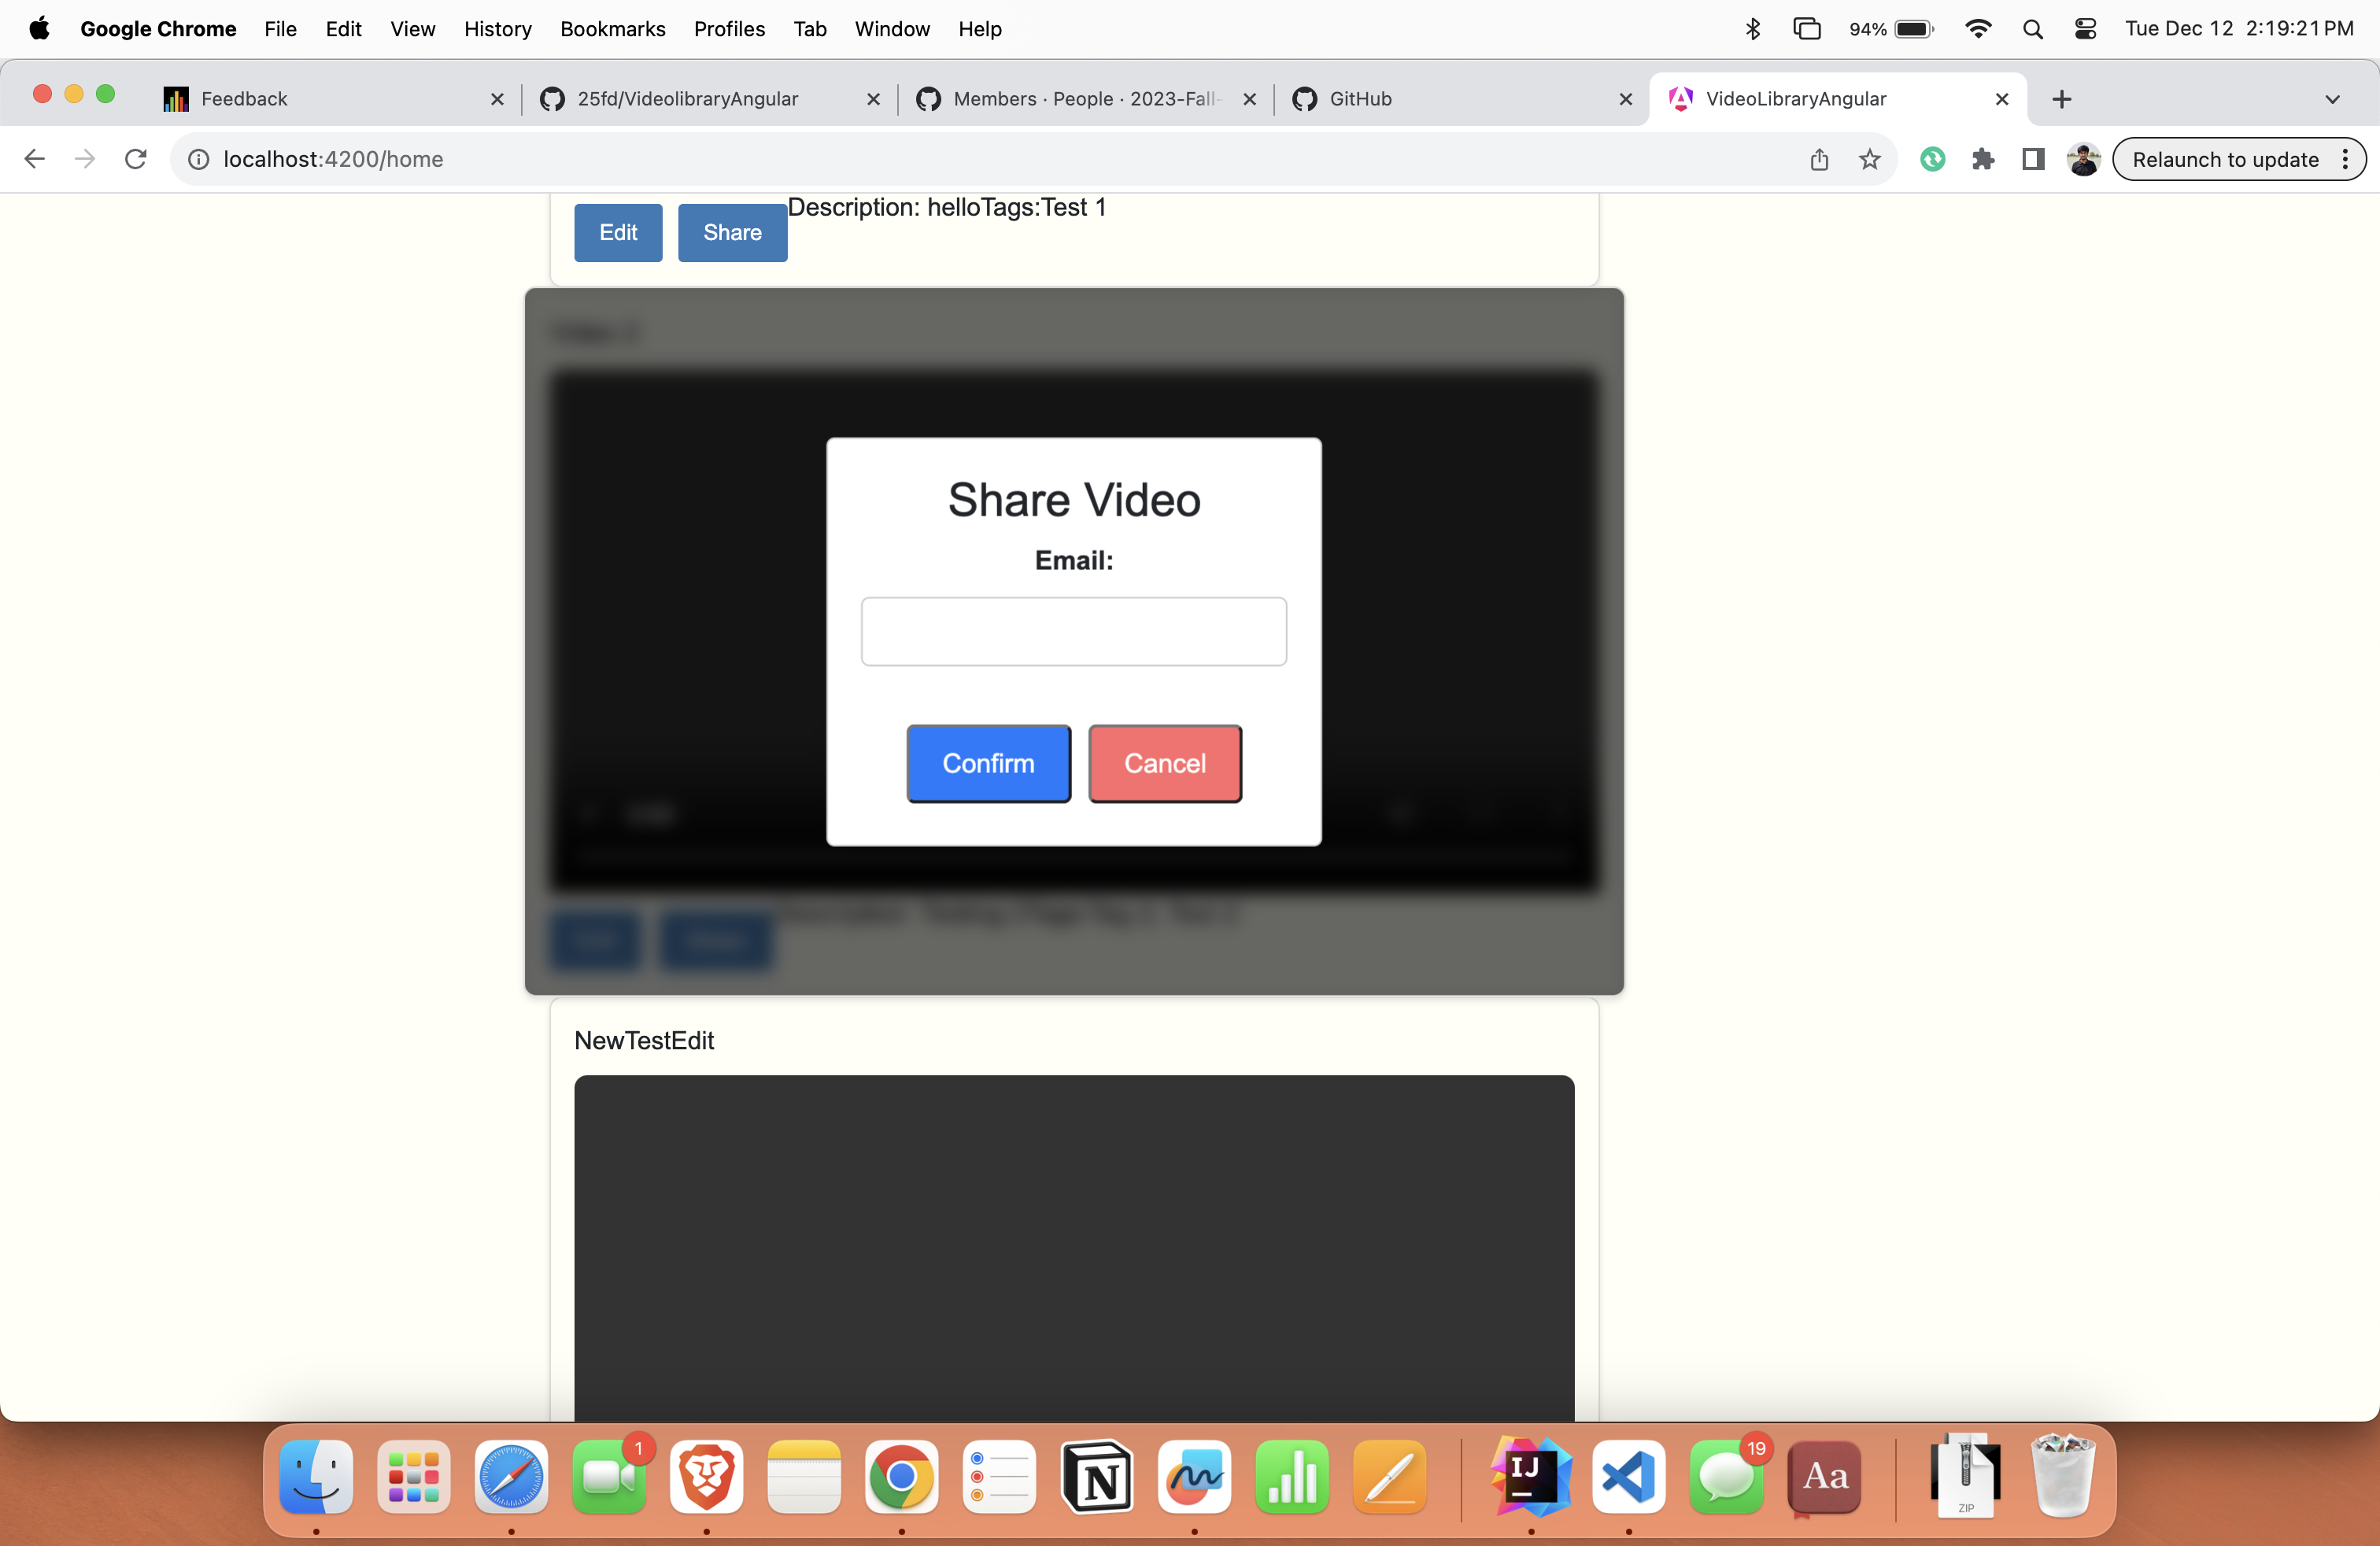 Google Chrome File Edit View History Bookmarks Profiles Tab Window Help 94% Tue Dec 12 2:19:21 PM
Feedback 25fd/VideolibraryAngular Members · People · 2023-Fall- GitHub VideoLibraryAngular
localhost:4200/home Relaunch to update
Description: helloTags:Test 1
Edit Share
Share Video
Email:
Confirm Cancel
NewTestEdit
1
19
IJ
Aa
ZIP